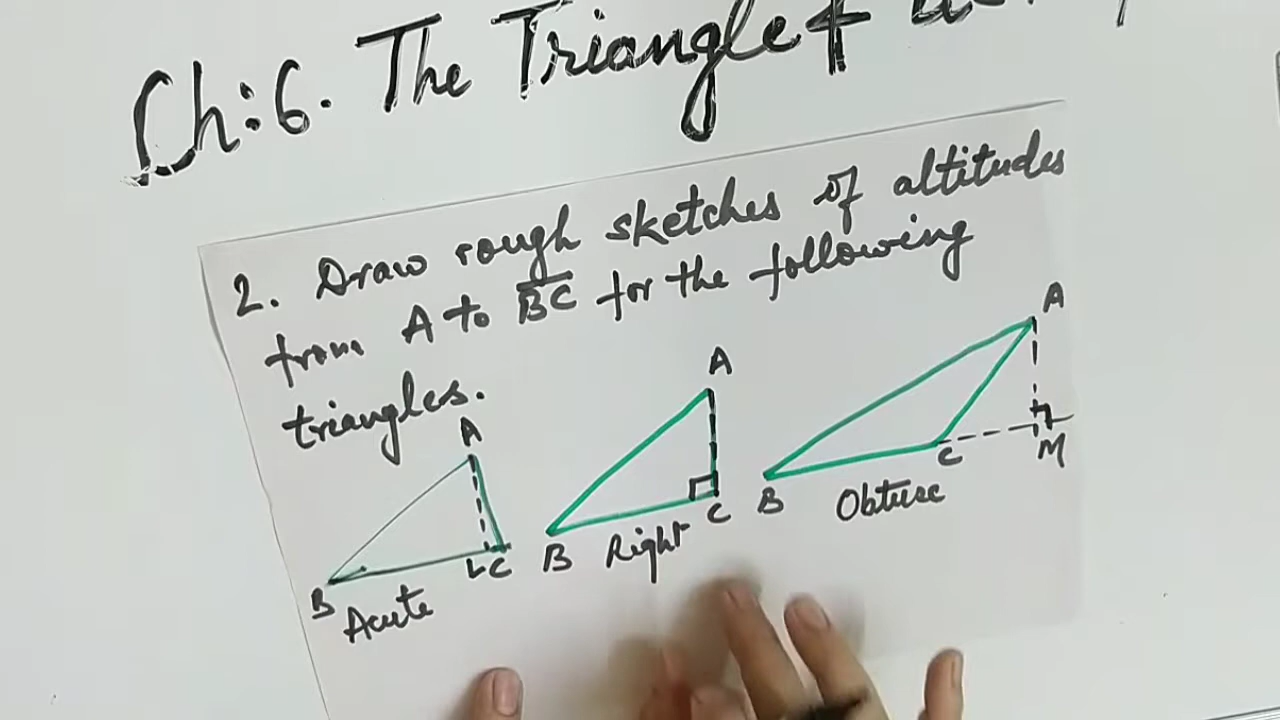 Ch:6. The Triangle &
2. Draw rough sketches of altitudes
from A to BC for the following
triangles.
A
B
L
C
Acute
A
B
C
Right
A
B
C
M
Obtuse